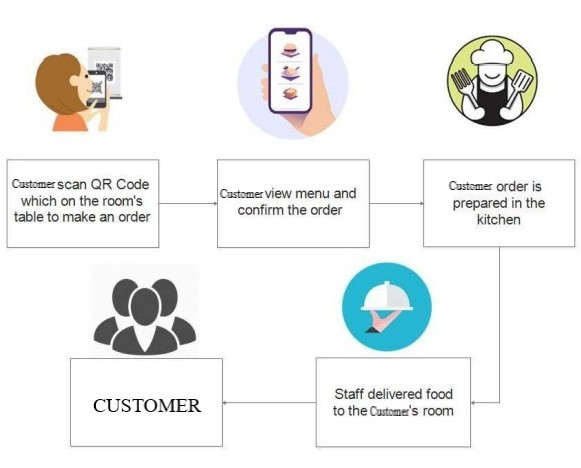 Customer scan QR Code
which on the room's
table to make an order
Customer view menu and
confirm the order
Customer order is
prepared in the
kitchen
CUSTOMER
Staff delivered food
to the Customer's room